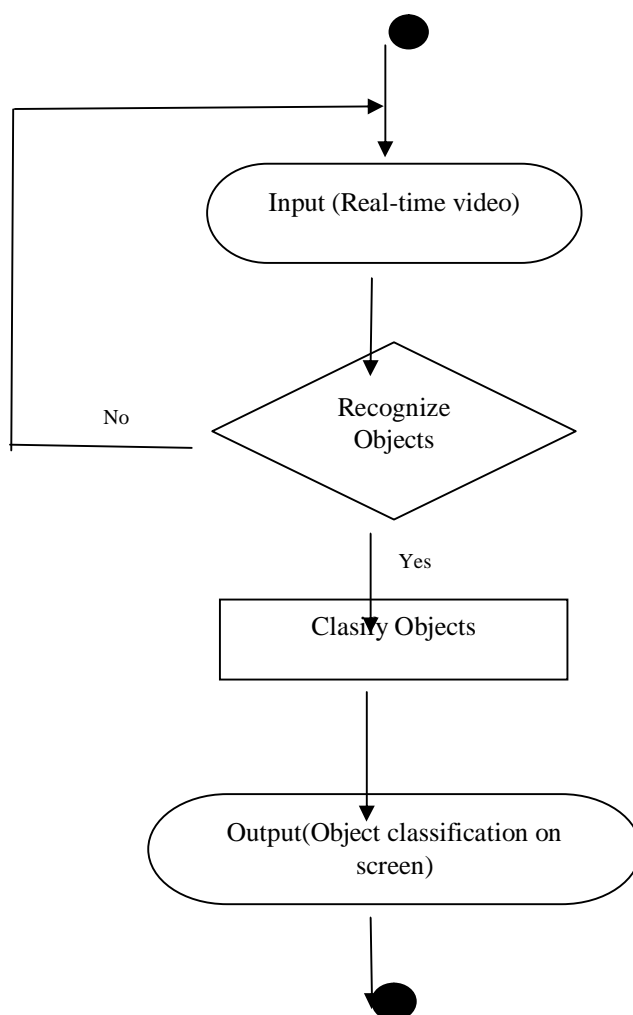 Input (Real-time video)
Recognize
Objects
No
Yes
Clasify Objects
Output(Object classification on
screen)